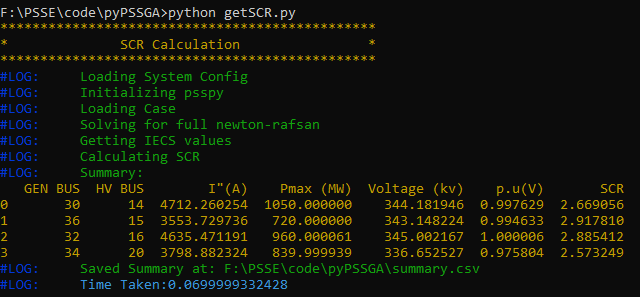 F:\PSSE\code\pyPSSGA>python getSCR.py
***********************************************
* SCR Calculation *
***********************************************
#LOG: Loading System Config
#LOG: Initializing psspy
#LOG: Loading Case
#LOG: Solving for full newton-rafsan
#LOG: Getting IECS values
#LOG: Calculating SCR
#LOG: Summary:
GEN BUS HV BUS I"(A) Pmax (MW) Voltage (kv) p.u(V) SCR
0 30 14 4712.260254 1050.000000 344.181946 0.997629 2.669056
1 36 15 3553.729736 720.000000 343.148224 0.994633 2.917810
2 32 16 4635.471191 960.000061 345.002167 1.000006 2.885412
3 34 20 3798.882324 839.999939 336.652527 0.975804 2.573249
#LOG: Saved Summary at: F:\PSSE\code\pyPSSGA\summary.csv
#LOG: Time Taken:0.0699999332428